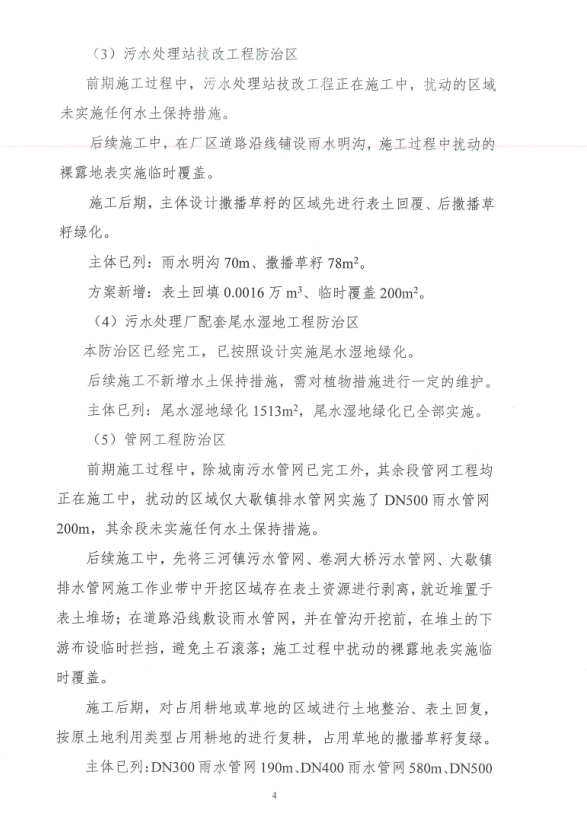 （3）污水处理站技改工程防治区
前期施工过程中，污水处理站技改工程正在施工中，扰动的区域
未实施任何水土保持措施。
后续施工中，在厂区道路沿线铺设雨水明沟，施工过程中扰动的
裸露地表实施临时覆盖。
施工后期，主体设计撒播草籽的区域先进行表土回覆、后撒播草
籽绿化。
主体已列：雨水明沟 70m、撒播草籽 78m²。
方案新增：表土回填 0.0016 万 m³、临时覆盖 200m²。
（4）污水处理厂配套尾水湿地工程防治区
本防治区已经完工，已按照设计实施尾水湿地绿化。
后续施工不新增水土保持措施，需对植物措施进行一定的维护。
主体已列：尾水湿地绿化 1513m²，尾水湿地绿化已全部实施。
（5）管网工程防治区
前期施工过程中，除城南污水管网已完工外，其余段管网工程均
正在施工中，扰动的区域仅大歇镇排水管网实施了 DN500 雨水管网
200m，其余段未实施任何水土保持措施。
后续施工中，先将三河镇污水管网、卷洞大桥污水管网、大歇镇
排水管网施工作业带中开挖区域存在表土资源进行剥离，就近堆置于
表土堆场；在道路沿线敷设雨水管网，并在管沟开挖前，在堆土的下
游布设临时拦挡，避免土石滚落；施工过程中扰动的裸露地表实施临
时覆盖。
施工后期，对占用耕地或草地的区域进行土地整治、表土回复，
按原土地利用类型占用耕地的进行复耕，占用草地的撒播草籽复绿。
主体已列：DN300 雨水管网 190m、DN400 雨水管网 580m、DN500
4